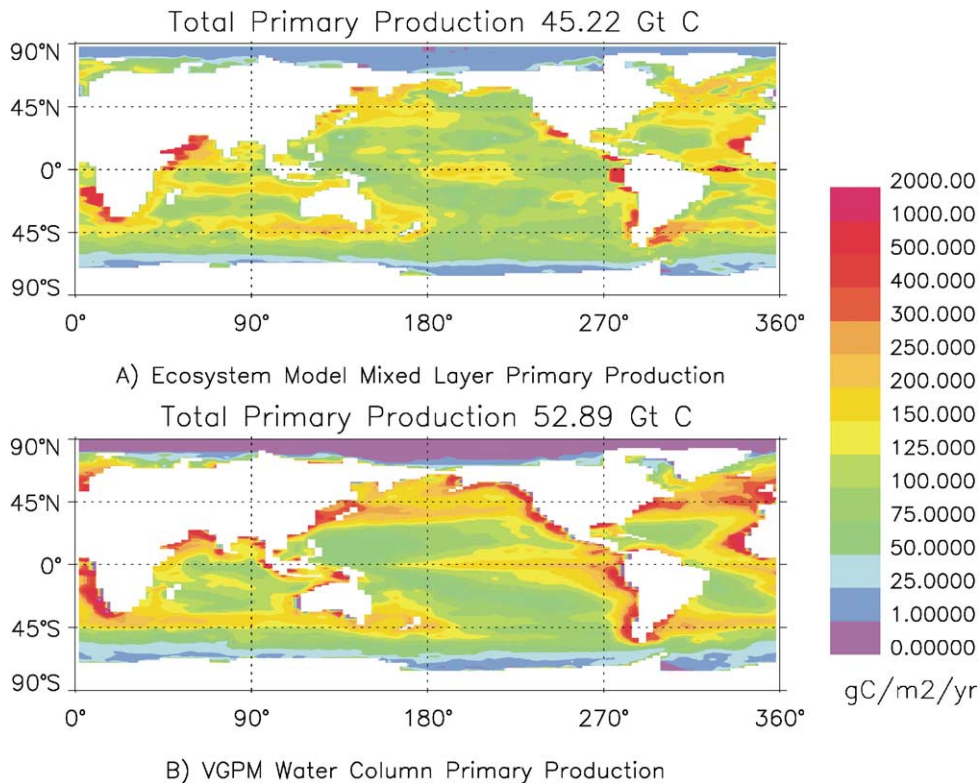 Total Primary Production 45.22 Gt C
90°N
45°N
0°
45°S
90°S
0° 90° 180° 270° 360°
A) Ecosystem Model Mixed Layer Primary Production
Total Primary Production 52.89 Gt C
90°N
45°N
0°
45°S
90°S
0° 90° 180° 270° 360°
B) VGPM Water Column Primary Production
2000.00
1000.00
500.000
400.000
300.000
250.000
200.000
150.000
125.000
100.000
75.0000
50.0000
25.0000
1.00000
0.00000
gC/m2/yr